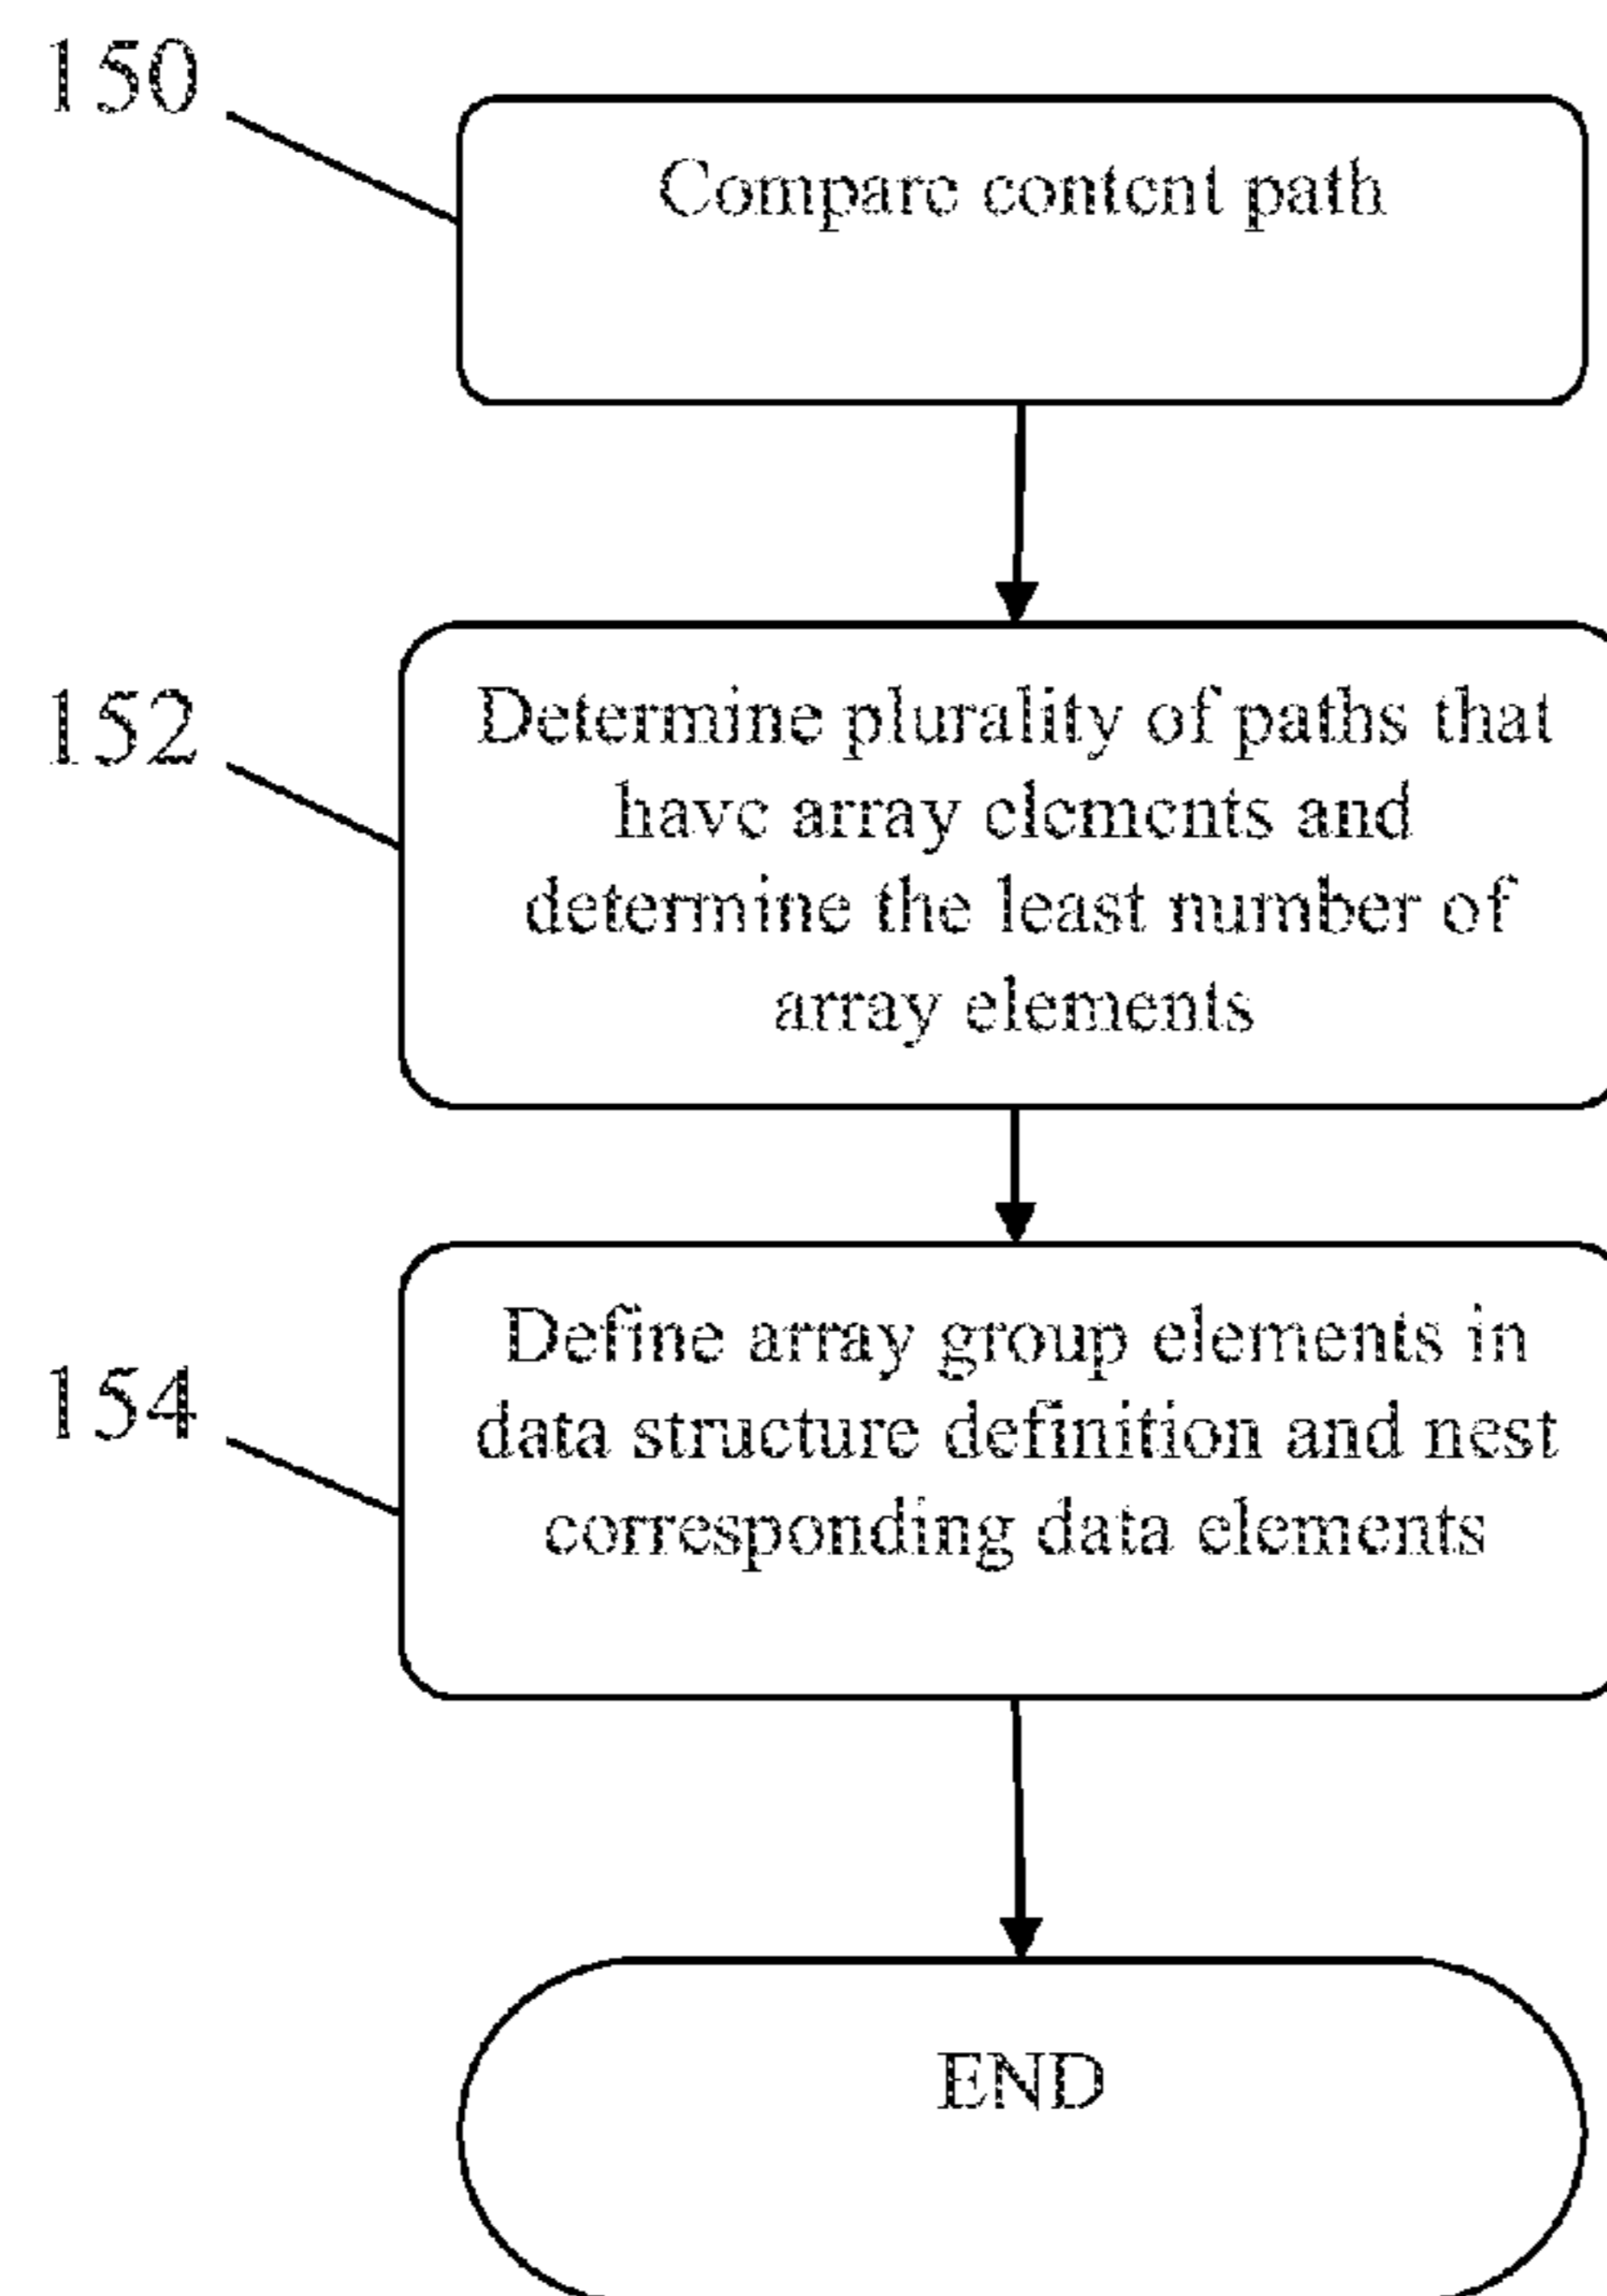 150
Compare content path
152
Determine plurality of paths that
have array elements and
determine the least number of
array elements
154
Define array group elements in
data structure definition and nest
corresponding data elements
END